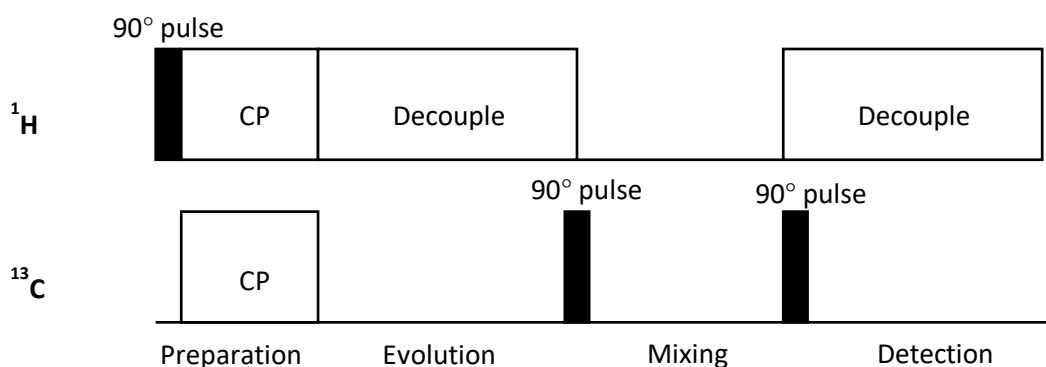 90° pulse
¹H
CP
Decouple
Decouple
90° pulse
90° pulse
¹³C
CP
Preparation Evolution Mixing Detection